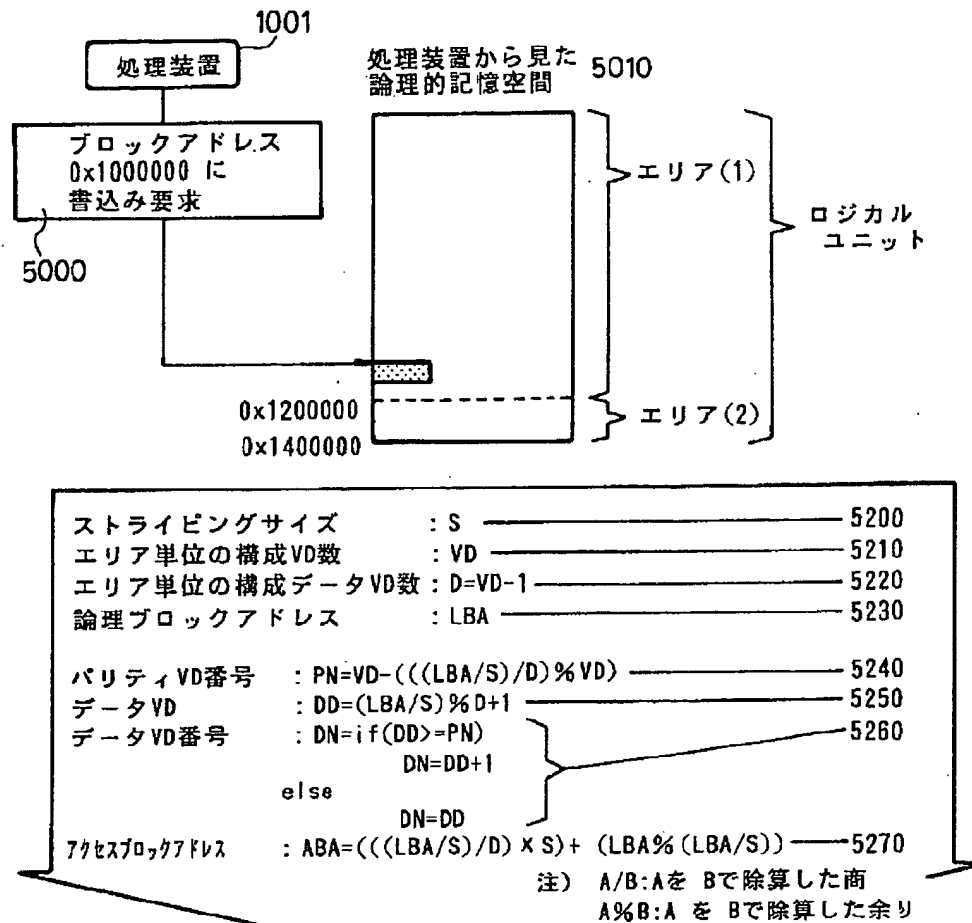 1001
処理装置
処理装置から見た
論理的記憶空間
5010
ブロックアドレス
0x1000000 に
書込み要求
5000
エリア(1)
ロジカル
ユニット
0x1200000
エリア(2)
0x1400000
ストライピングサイズ : S 5200
エリア単位の構成VD数 : VD 5210
エリア単位の構成データVD数 : D=VD-1 5220
論理ブロックアドレス : LBA 5230
パリティVD番号 : PN=VD-(((LBA/S)/D)%VD) 5240
データVD : DD=(LBA/S)%D+1 5250
データVD番号 : DN=if(DD>=PN) 5260
DN=DD+1
else
DN=DD
アクセスブロックアドレス : ABA=(((LBA/S)/D)×S)+ (LBA%(LBA/S)) 5270
注) A/B:Aを Bで除算した商
A%B:A を Bで除算した余り